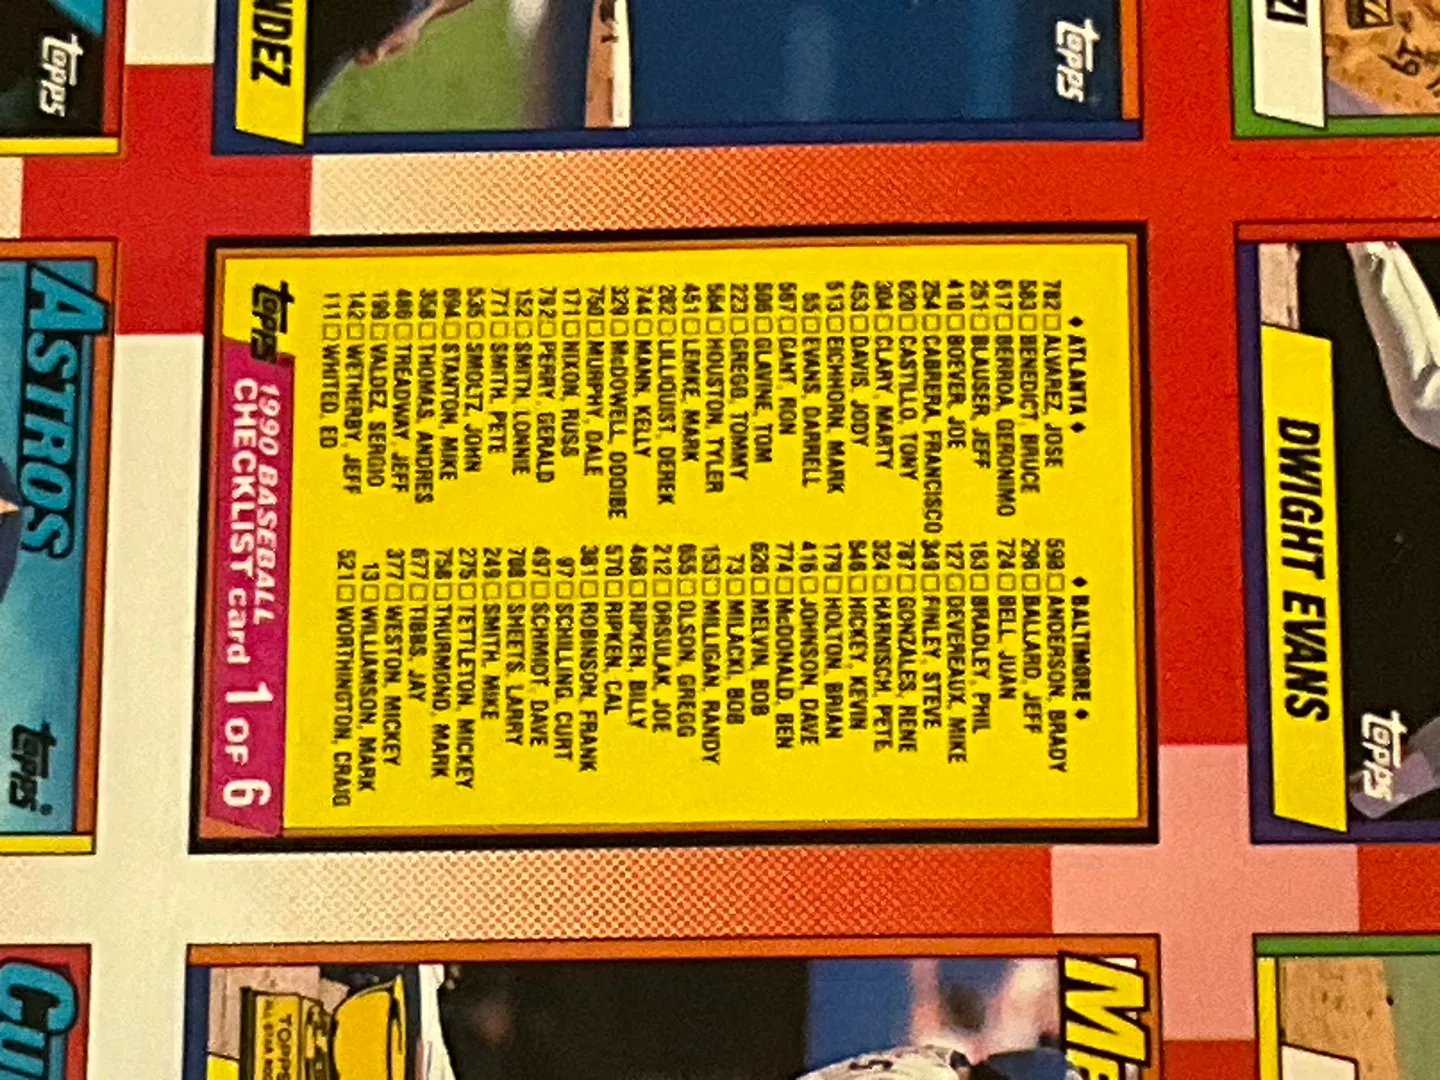 NDEZ
topps
topps
ZI
♦ ATLANTA ♦
782 ALVAREZ, JOSE
583 BENEDICT, BRUCE
617 BERROA, GERONIMO
251 BLAUSER, JEFF
410 BOEVER, JOE
254 CABRERA, FRANCISCO
620 CASTILLO, TONY
304 CLARY, MARTY
453 DAVIS, JODY
513 EICHHORN, MARK
55 EVANS, DARRELL
567 GANT, RON
506 GLAVINE, TOM
223 GREGG, TOMMY
564 HOUSTON, TYLER
451 LEMKE, MARK
282 LILLIQUIST, DEREK
744 MANN, KELLY
329 McDOWELL, ODDIBE
750 MURPHY, DALE
171 NIXON, RUSS
792 PERRY, GERALD
152 SMITH, LONNIE
771 SMITH, PETE
535 SMOLTZ, JOHN
694 STANTON, MIKE
358 THOMAS, ANDRES
486 TREADWAY, JEFF
199 VALDEZ, SERGIO
142 WETHERBY, JEFF
111 WHITED, ED
♦ BALTIMORE ♦
598 ANDERSON, BRADY
296 BALLARD, JEFF
724 BELL, JUAN
163 BRADLEY, PHIL
127 DEVEREAUX, MIKE
349 FINLEY, STEVE
787 GONZALES, RENE
324 HARNISCH, PETE
546 HICKEY, KEVIN
179 HOLTON, BRIAN
416 JOHNSON, DAVE
774 McDONALD, BEN
626 MELVIN, BOB
73 MILACKI, BOB
153 MILLIGAN, RANDY
655 OLSON, GREGG
212 ORSULAK, JOE
468 RIPKEN, BILLY
570 RIPKEN, CAL
381 ROBINSON, FRANK
97 SCHILLING, CURT
497 SCHMIDT, DAVE
708 SHEETS, LARRY
249 SMITH, MIKE
275 TETTLETON, MICKEY
758 THURMOND, MARK
677 TIBBS, JAY
377 WESTON, MICKEY
13 WILLIAMSON, MARK
521 WORTHINGTON, CRAIG
topps
1990 BASEBALL
CHECKLIST card 1 OF 6
DWIGHT EVANS
topps
ASTROS
topps
TOPPS